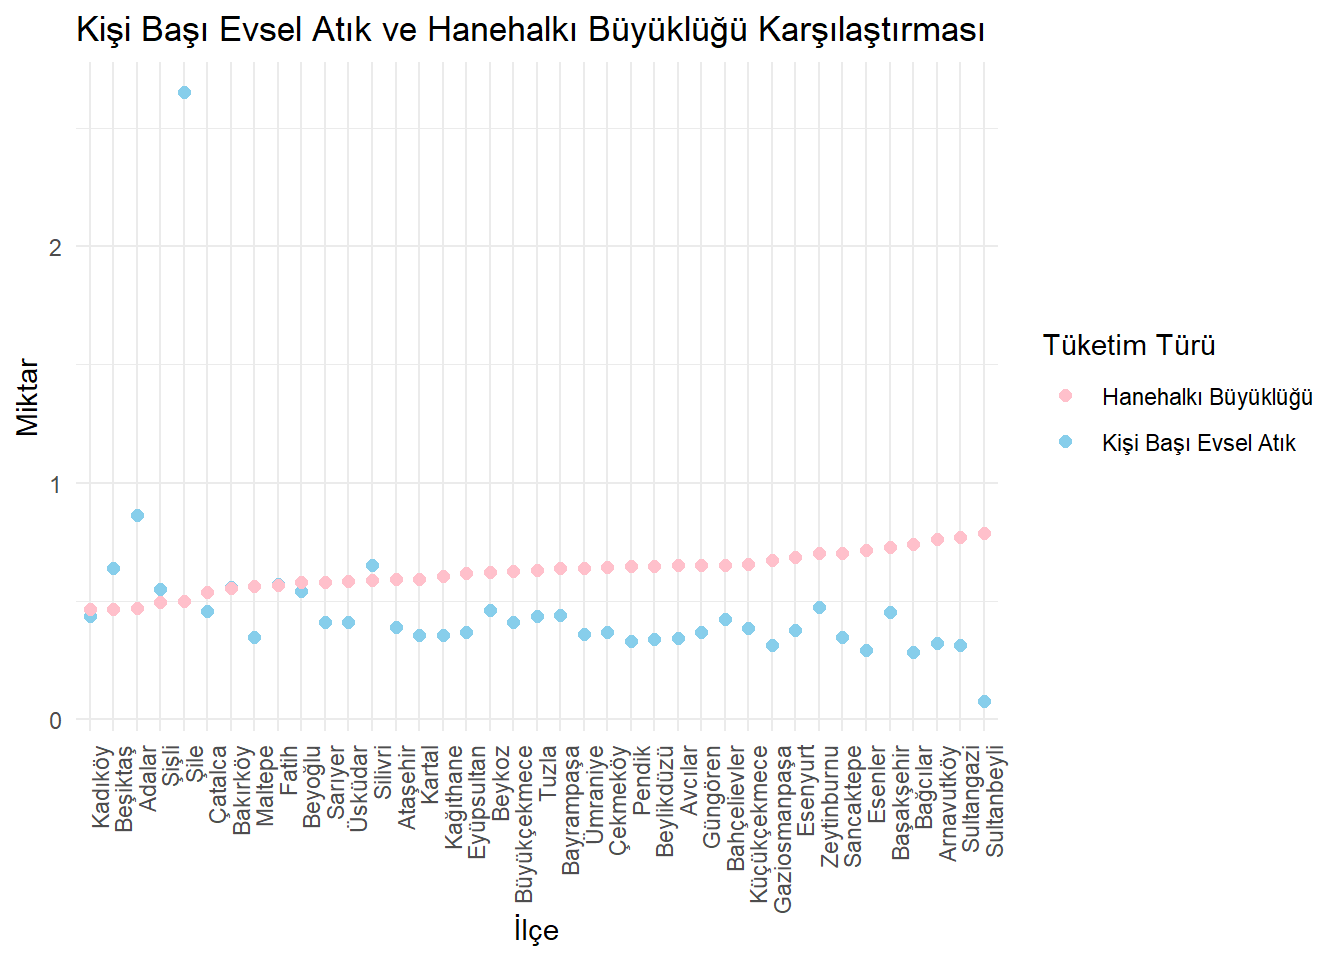 Kişi Başı Evsel Atık ve Hanehalkı Büyüklüğü Karşılaştırması
Miktar
2
1
0
Tüketim Türü
Hanehalkı Büyüklüğü
Kişi Başı Evsel Atık
Kadıköy
Beşiktaş
Adalar
Şişli
Şile
Çatalca
Bakırköy
Maltepe
Fatih
Beyoğlu
Sarıyer
Üsküdar
Silivri
Ataşehir
Kartal
Kağıthane
Eyüpsultan
Beykoz
Büyükçekmece
Tuzla
Bayrampaşa
Ümraniye
Çekmeköy
Pendik
Beylikdüzü
Avcılar
Güngören
Bahçelievler
Küçükçekmece
Gaziosmanpaşa
Esenyurt
Zeytinburnu
Sancaktepe
Esenler
Başakşehir
Bağcılar
Arnavutköy
Sultangazi
Sultanbeyli
İlçe